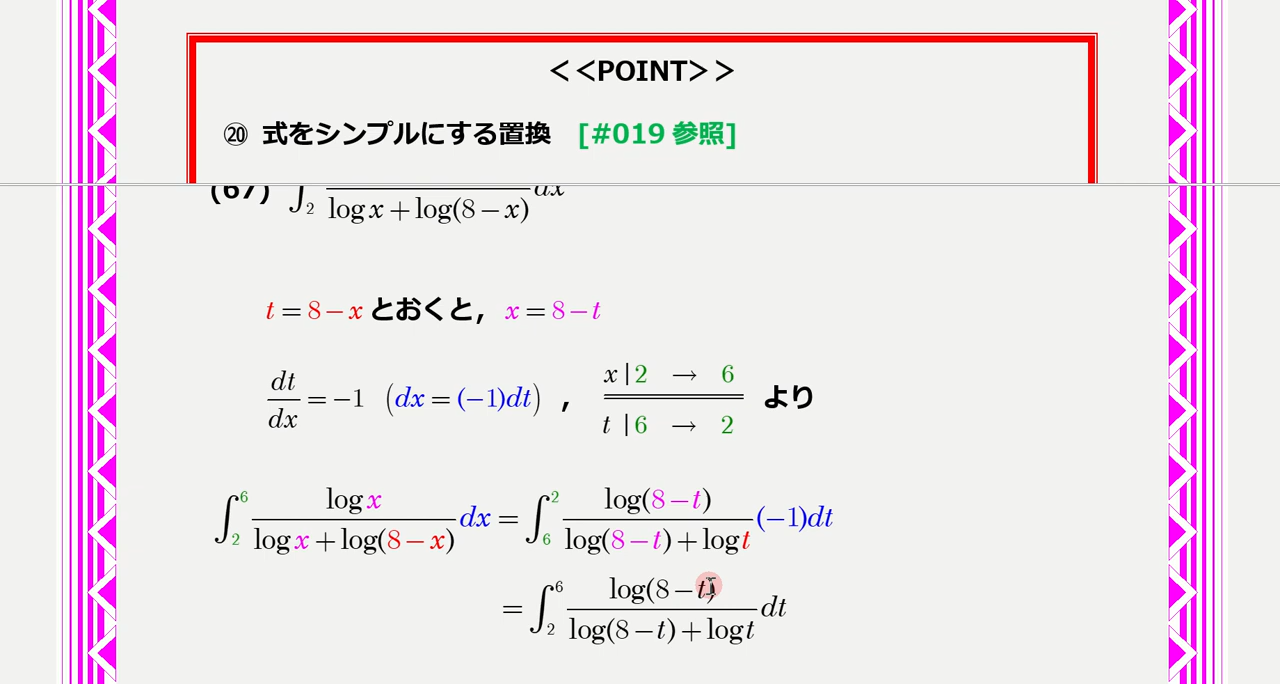 ＜＜POINT＞＞
⑳ 式をシンプルにする置換 [#019 参照]
(67) ∫₂ ───dx
log x + log(8 − x)
t = 8 − x とおくと, x = 8 − t
dt/dx = −1 (dx = (−1)dt) , x | 2 → 6
t | 6 → 2 より
∫₂⁶ log x / (log x + log(8 − x)) dx = ∫₆² log(8 − t) / (log(8 − t) + log t) (−1)dt
= ∫₂⁶ log(8 − t) / (log(8 − t) + log t) dt